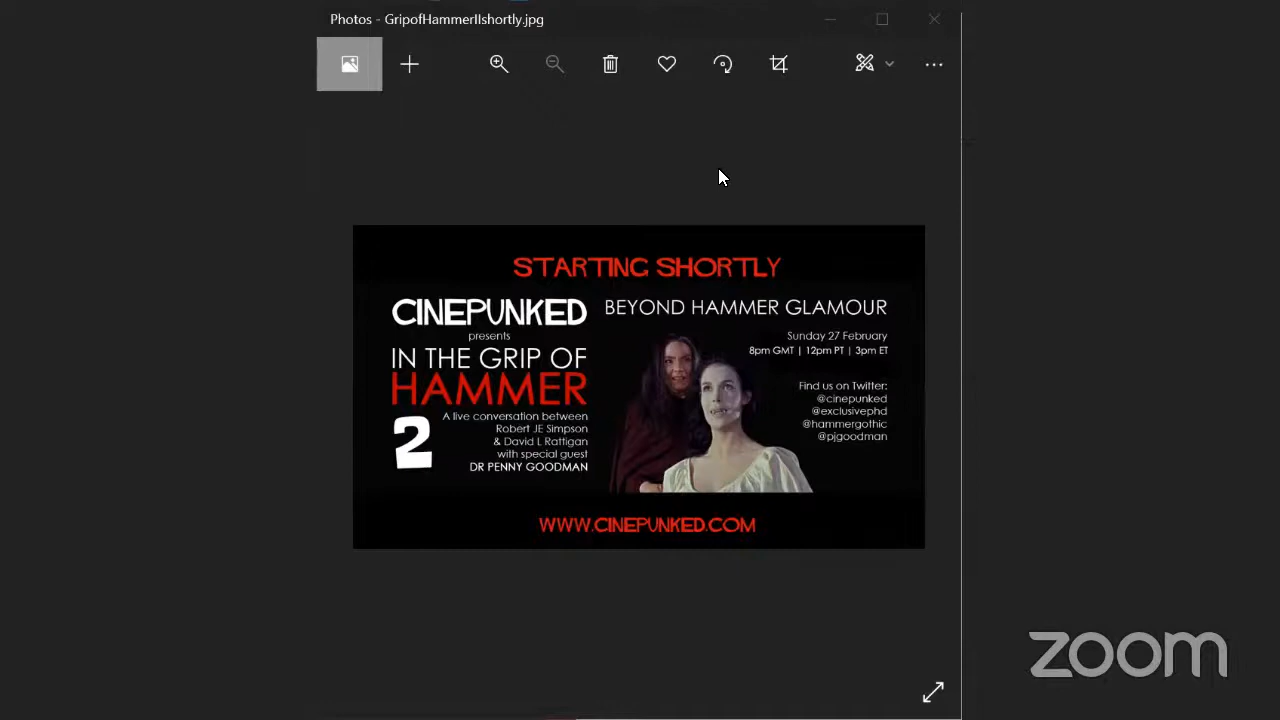 Photos - GripofHammerIIshortly.jpg
STARTING SHORTLY
CINEPUNKED
presents
IN THE GRIP OF
HAMMER
2
A live conversation between
Robert JE Simpson
& David L Rattigan
with special guest
DR PENNY GOODMAN
BEYOND HAMMER GLAMOUR
Sunday 27 February
8pm GMT | 12pm PT | 3pm ET
Find us on Twitter:
@cinepunked
@exclusivephd
@hammergothic
@pjgoodman
WWW.CINEPUNKED.COM
zoom